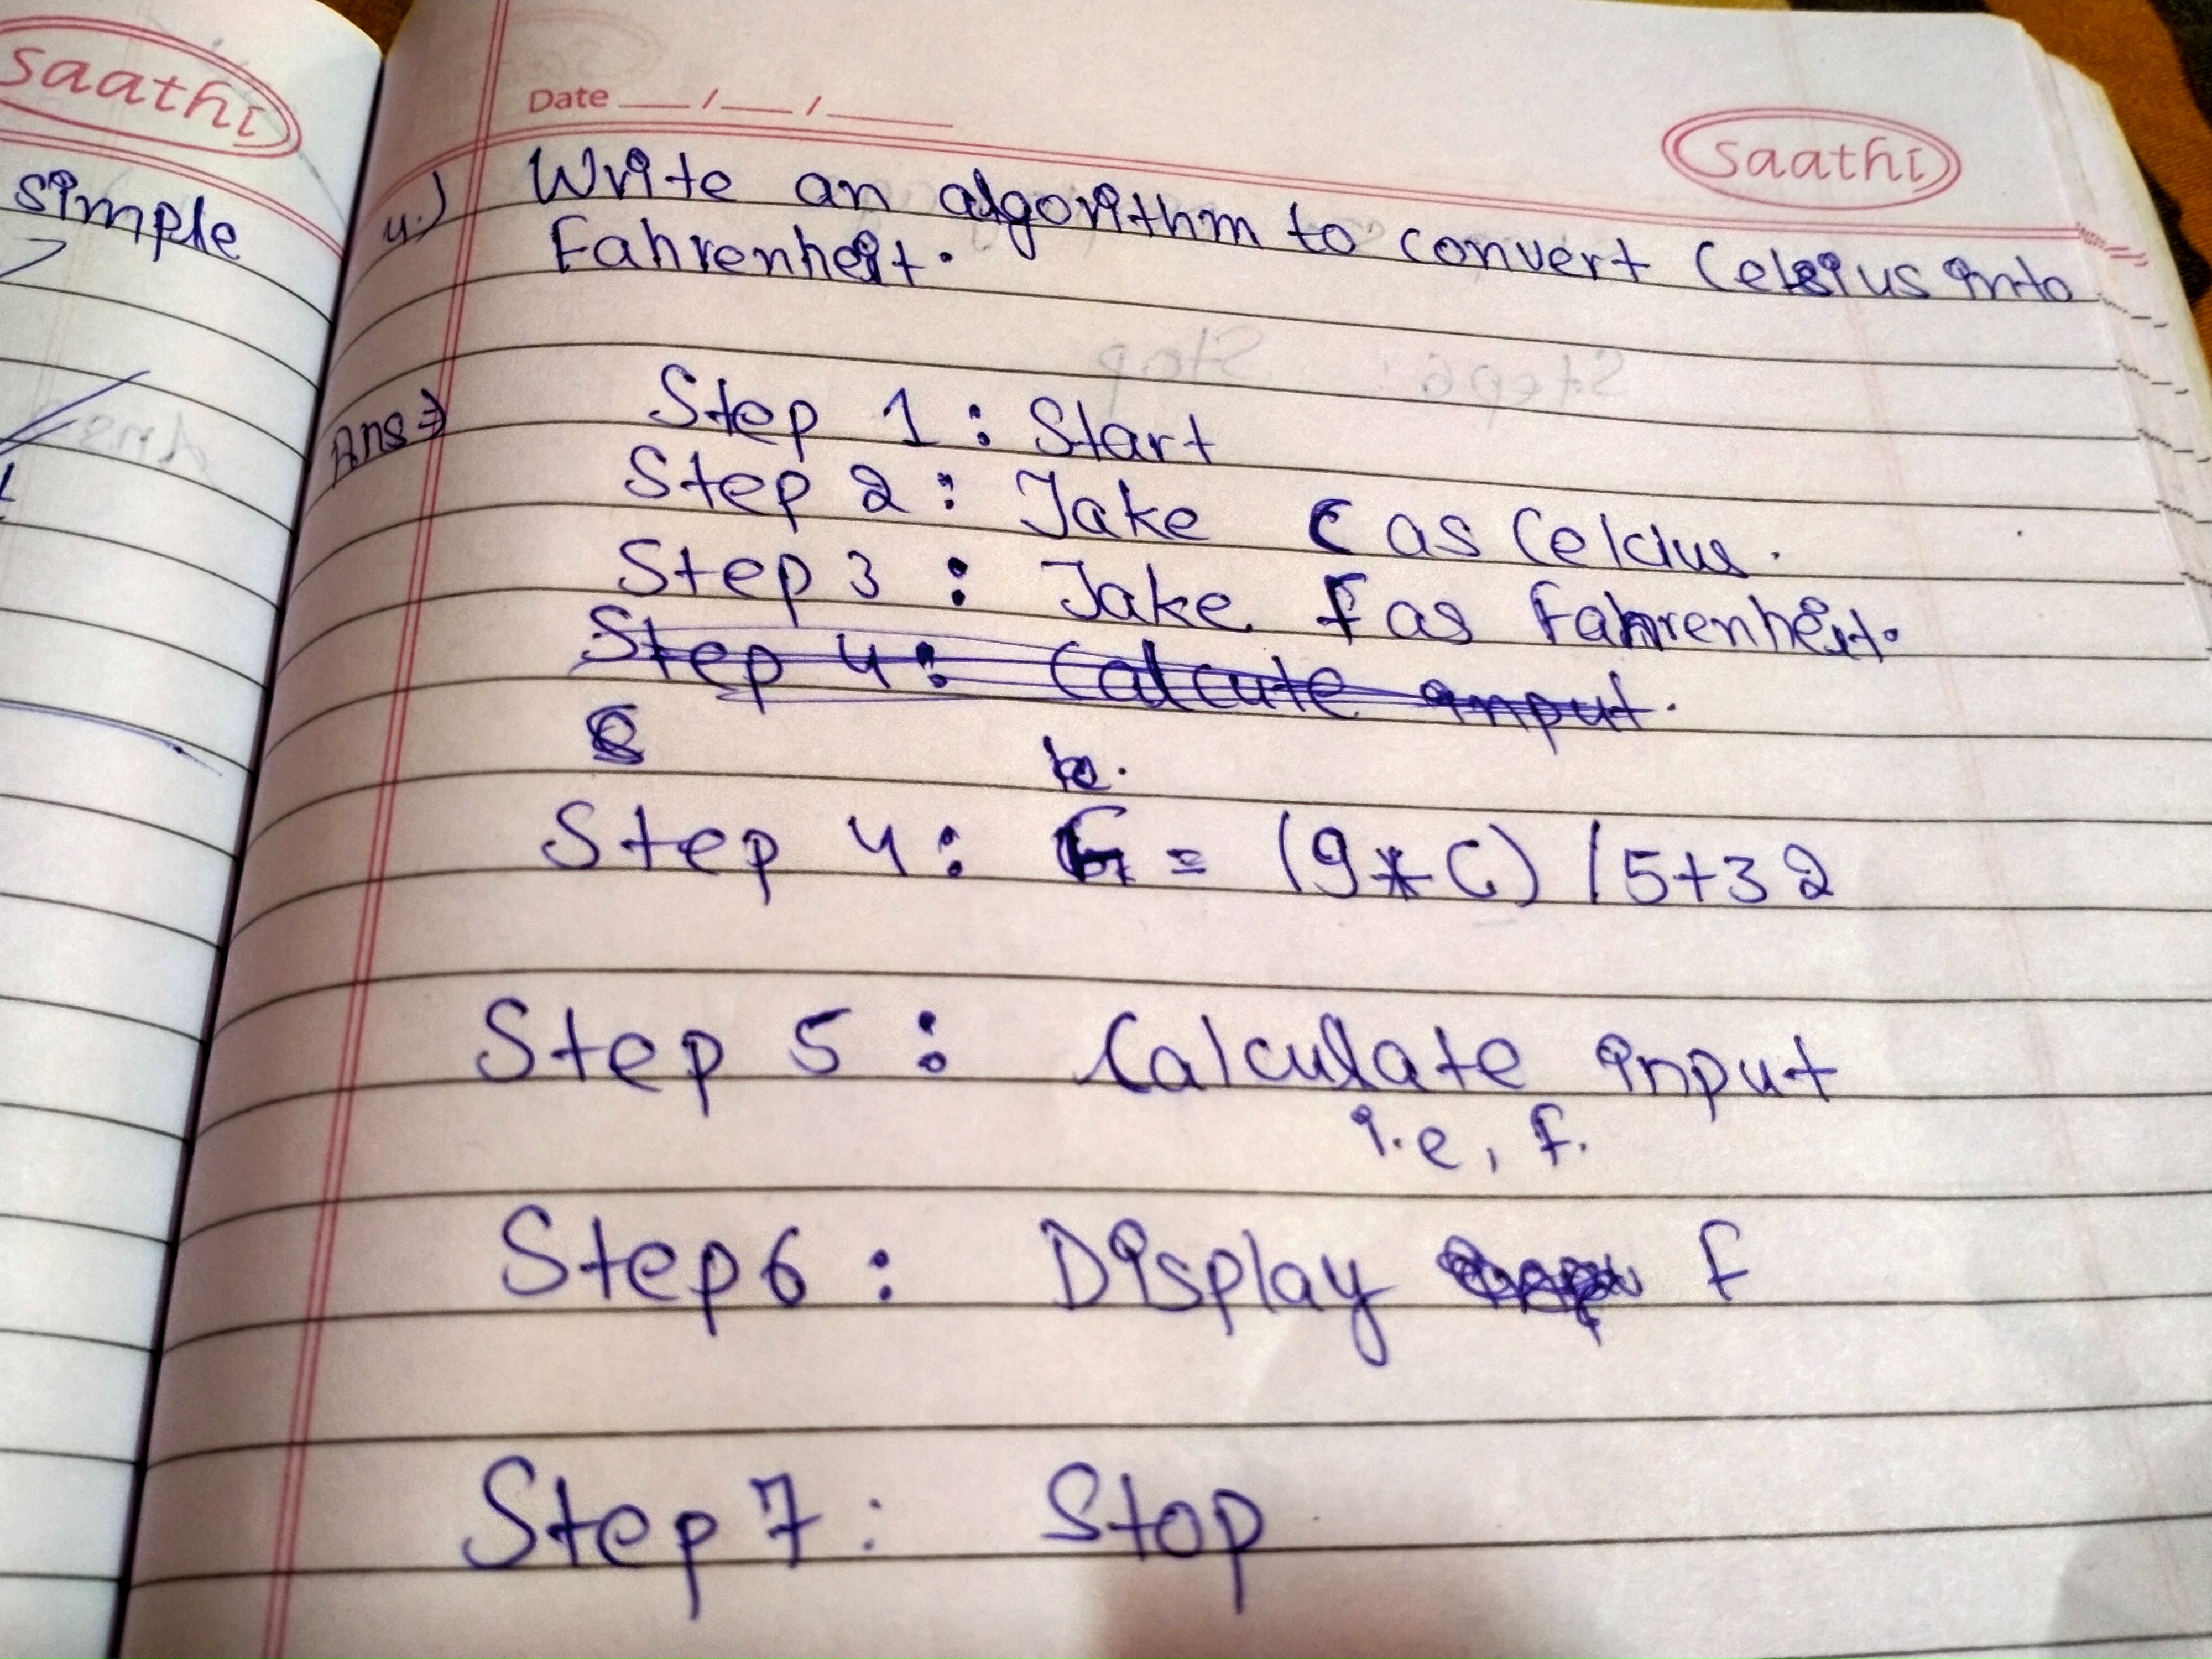 saathi
simple
Date __/__/____
saathi
4.) Write an algorithm to convert Celsius into
Fahrenheit.
Ans⇒ Step 1 : Start
Step 2 : Take C as Celcius.
Step 3 : Take F as Fahrenheit.
Step 4 : Calcute input.
Step 4 : = (9*C) / 5+32
Step 5 : Calculate input
i.e, f.
Step 6 : Display f
Step 7 : Stop